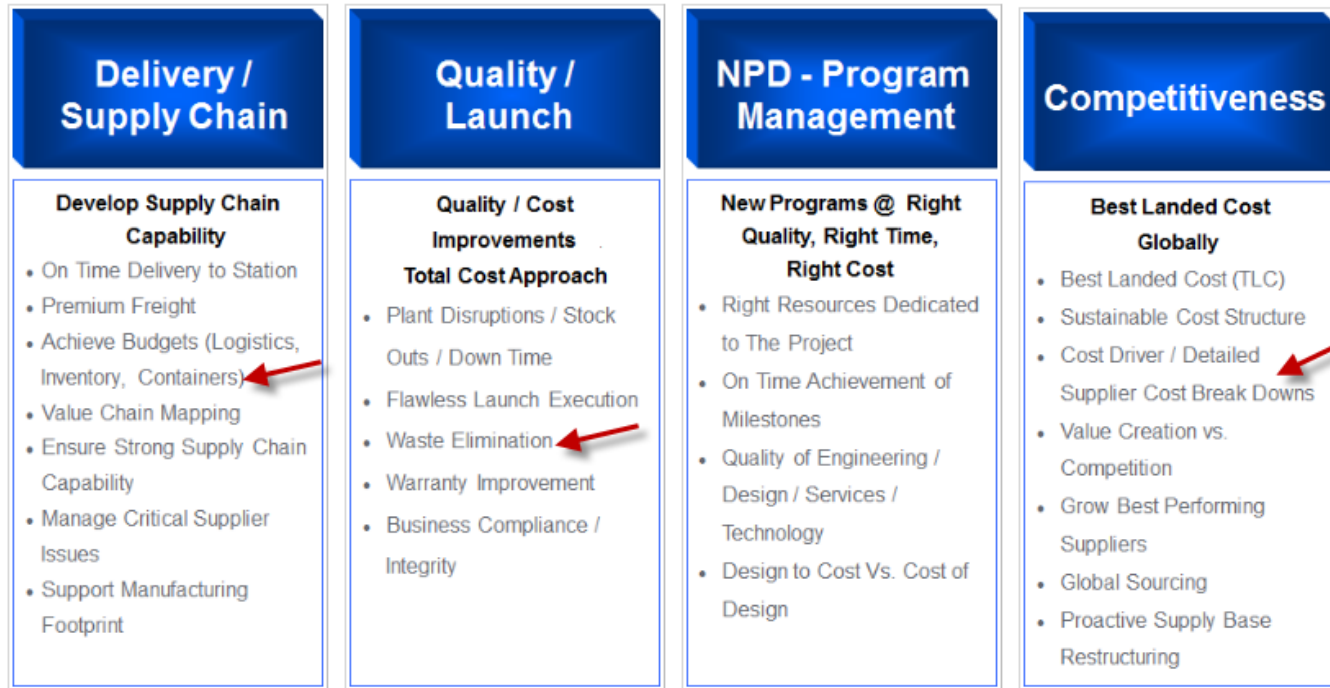 Delivery /
Supply Chain
Develop Supply Chain
Capability
• On Time Delivery to Station
• Premium Freight
• Achieve Budgets (Logistics,
Inventory, Containers)
• Value Chain Mapping
• Ensure Strong Supply Chain
Capability
• Manage Critical Supplier
Issues
• Support Manufacturing
Footprint
Quality /
Launch
Quality / Cost
Improvements
Total Cost Approach
• Plant Disruptions / Stock
Outs / Down Time
• Flawless Launch Execution
• Waste Elimination
• Warranty Improvement
• Business Compliance /
Integrity
NPD - Program
Management
New Programs @ Right
Quality, Right Time,
Right Cost
• Right Resources Dedicated
to The Project
• On Time Achievement of
Milestones
• Quality of Engineering /
Design / Services /
Technology
• Design to Cost Vs. Cost of
Design
Competitiveness
Best Landed Cost
Globally
• Best Landed Cost (TLC)
• Sustainable Cost Structure
• Cost Driver / Detailed
Supplier Cost Break Downs
• Value Creation vs.
Competition
• Grow Best Performing
Suppliers
• Global Sourcing
• Proactive Supply Base
Restructuring